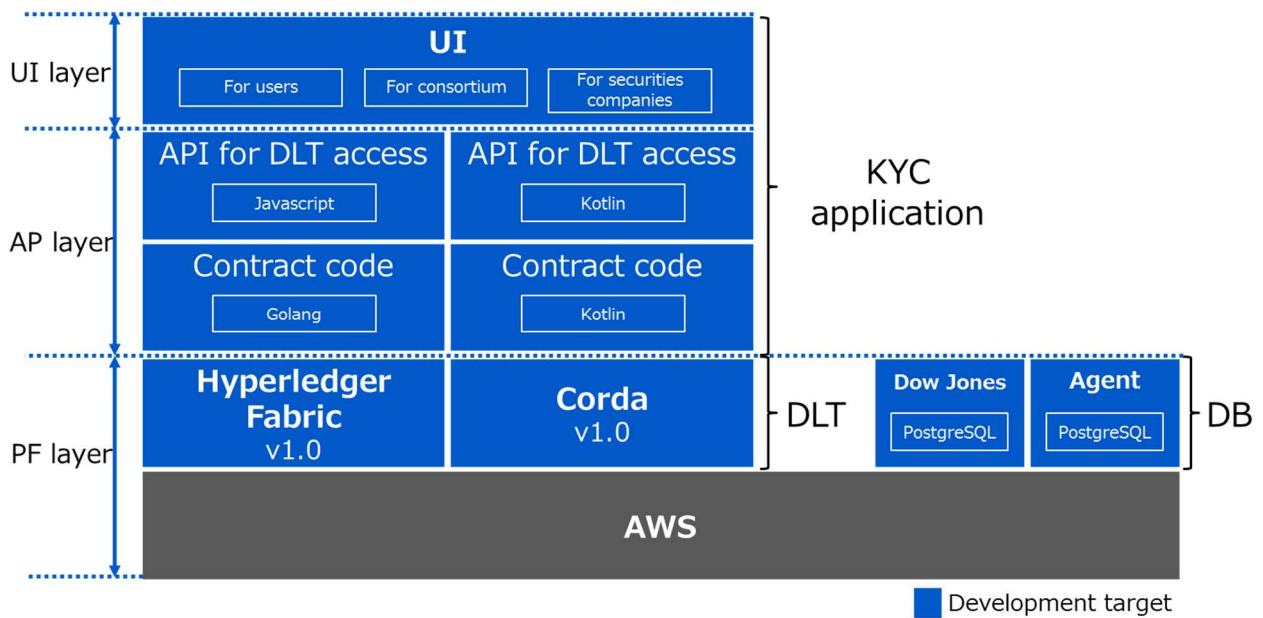 UI layer
UI
For users
For consortium
For securities
companies
AP layer
API for DLT access
Javascript
API for DLT access
Kotlin
KYC
application
Contract code
Golang
Contract code
Kotlin
PF layer
Hyperledger
Fabric
v1.0
Corda
v1.0
DLT
Dow Jones
PostgreSQL
Agent
PostgreSQL
DB
AWS
Development target